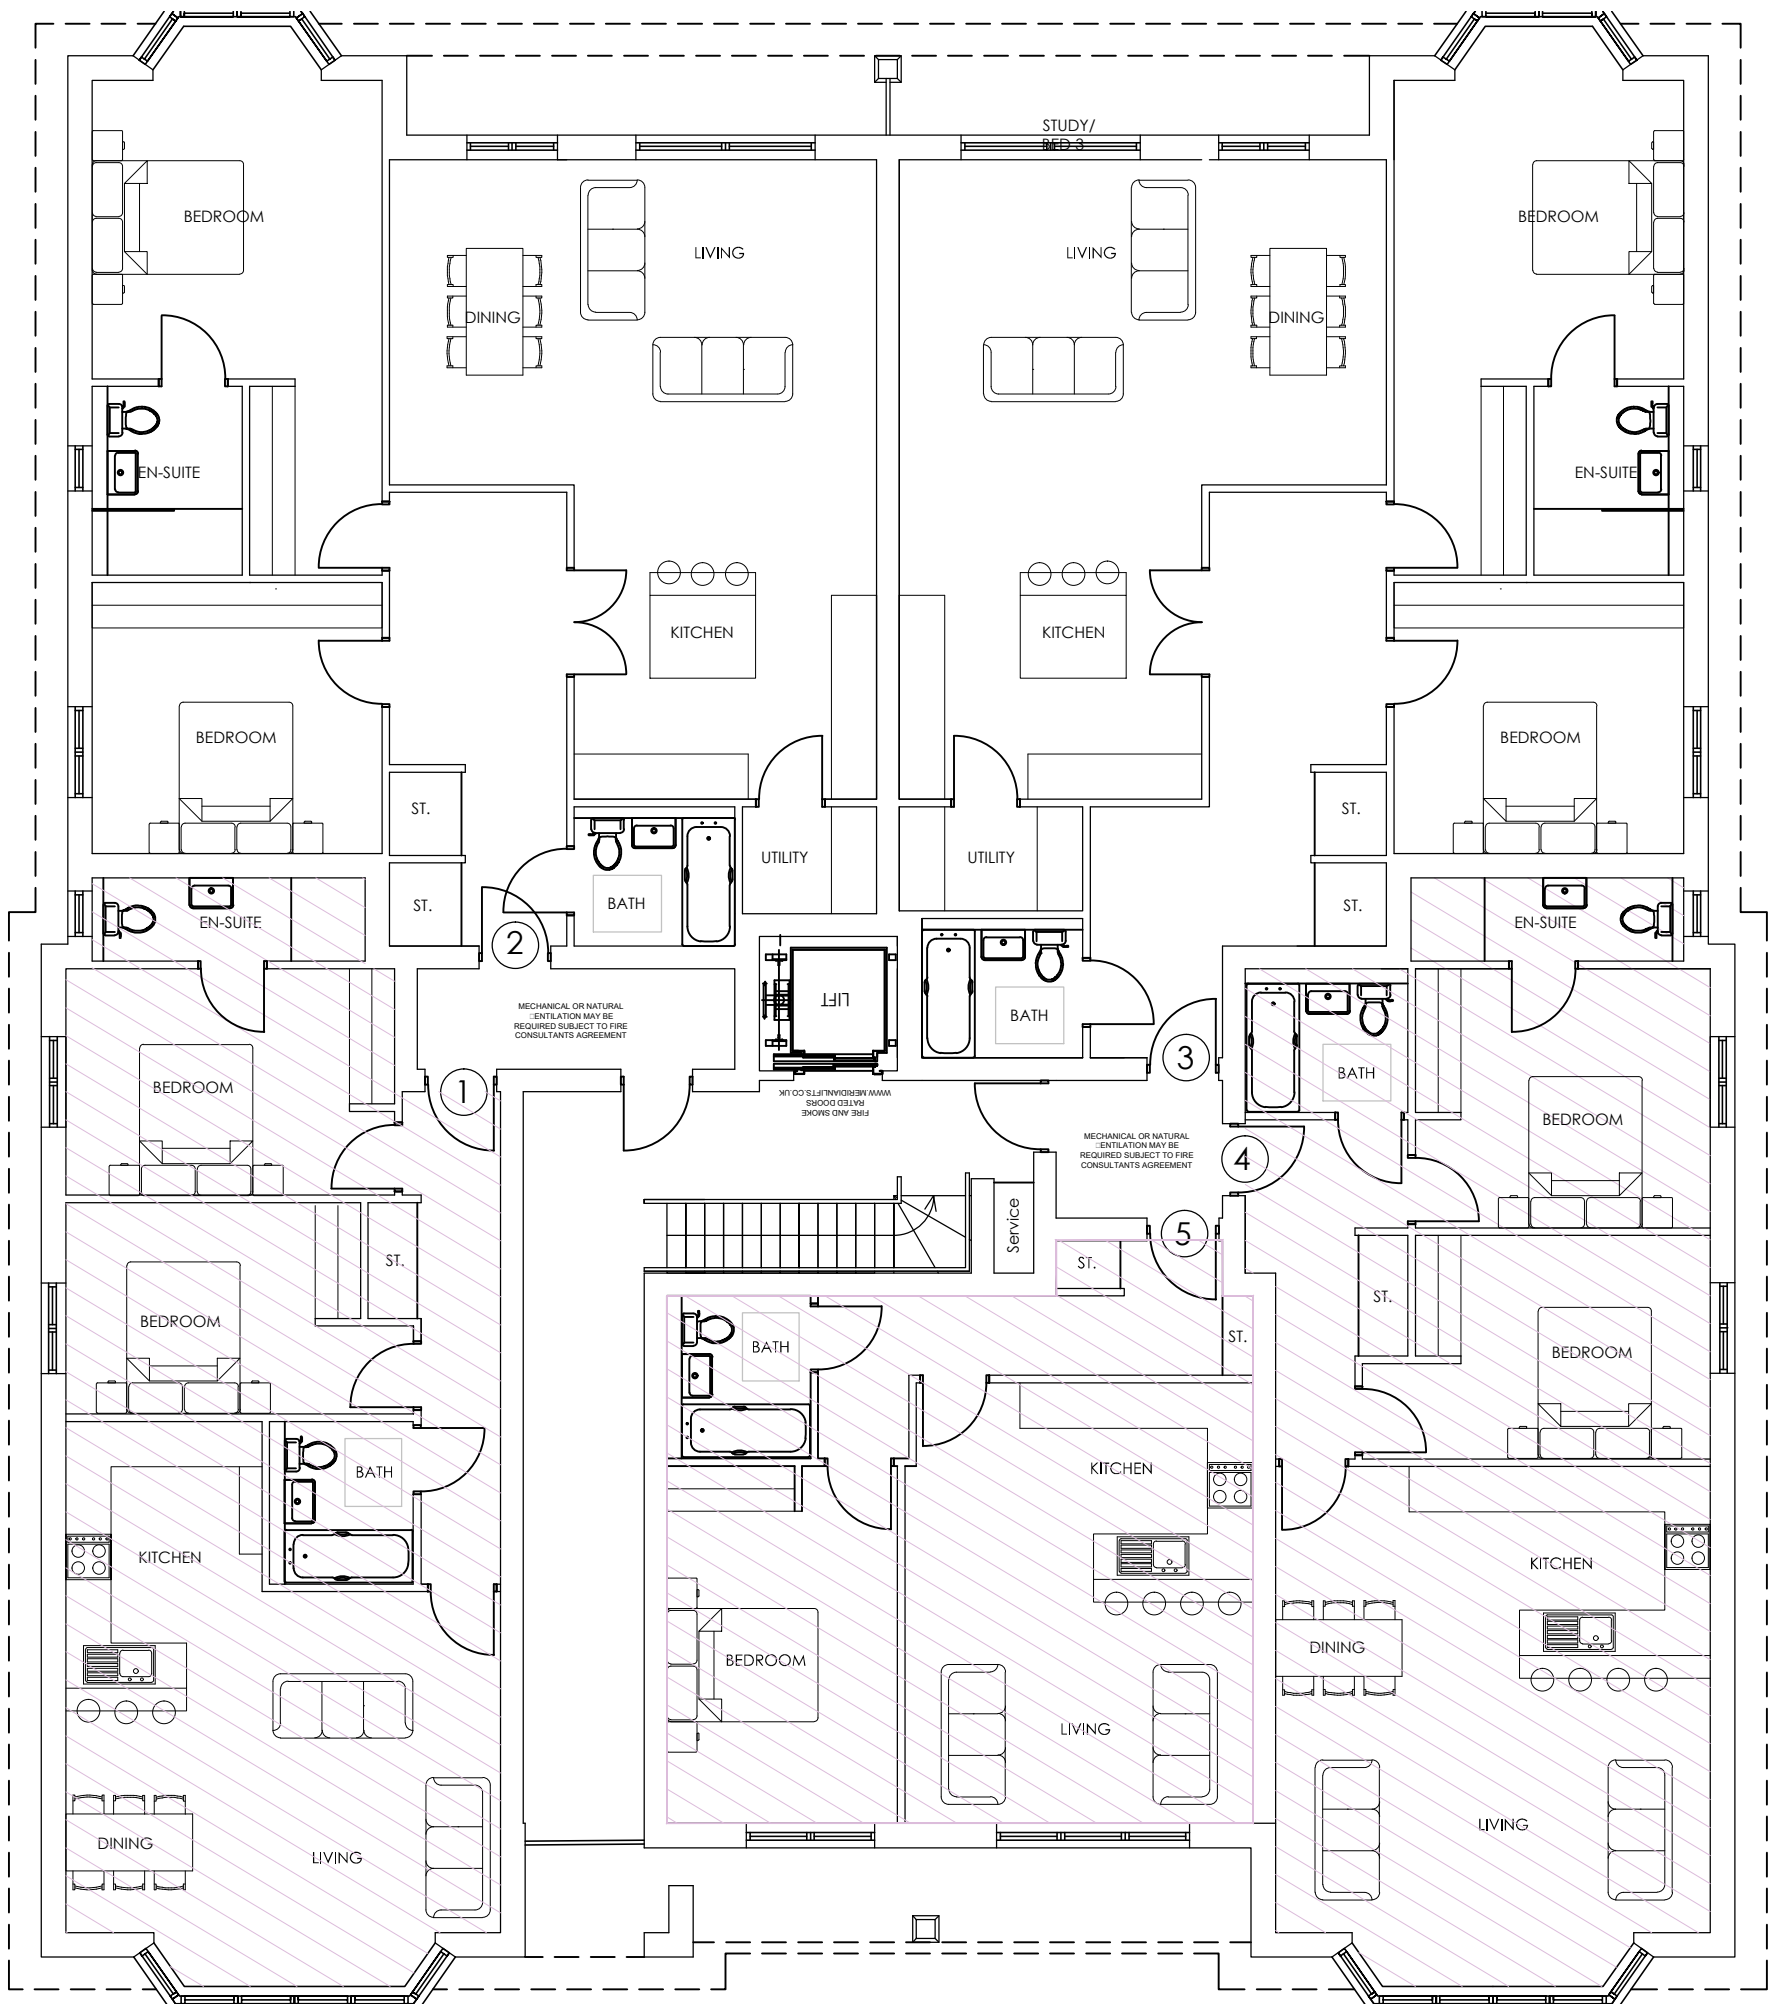 STUDY/
BED 3
BEDROOM
BEDROOM
LIVING
LIVING
DINING
DINING
EN-SUITE
EN-SUITE
KITCHEN
KITCHEN
BEDROOM
BEDROOM
ST.
ST.
UTILITY
UTILITY
ST.
BATH
ST.
EN-SUITE
EN-SUITE
2
LIFT
MECHANICAL OR NATURAL
□ENTILATION MAY BE
REQUIRED SUBJECT TO FIRE
CONSULTANTS AGREEMENT
BATH
3
BATH
BEDROOM
1
WWW.MERIDIANLIFTS.CO.UK
RATED DOORS
FIRE AND SMOKE
BEDROOM
MECHANICAL OR NATURAL
□ENTILATION MAY BE
REQUIRED SUBJECT TO FIRE
CONSULTANTS AGREEMENT
4
Service
5
ST.
ST.
ST.
BEDROOM
BATH
ST.
BEDROOM
BATH
KITCHEN
KITCHEN
KITCHEN
DINING
BEDROOM
LIVING
LIVING
DINING
LIVING